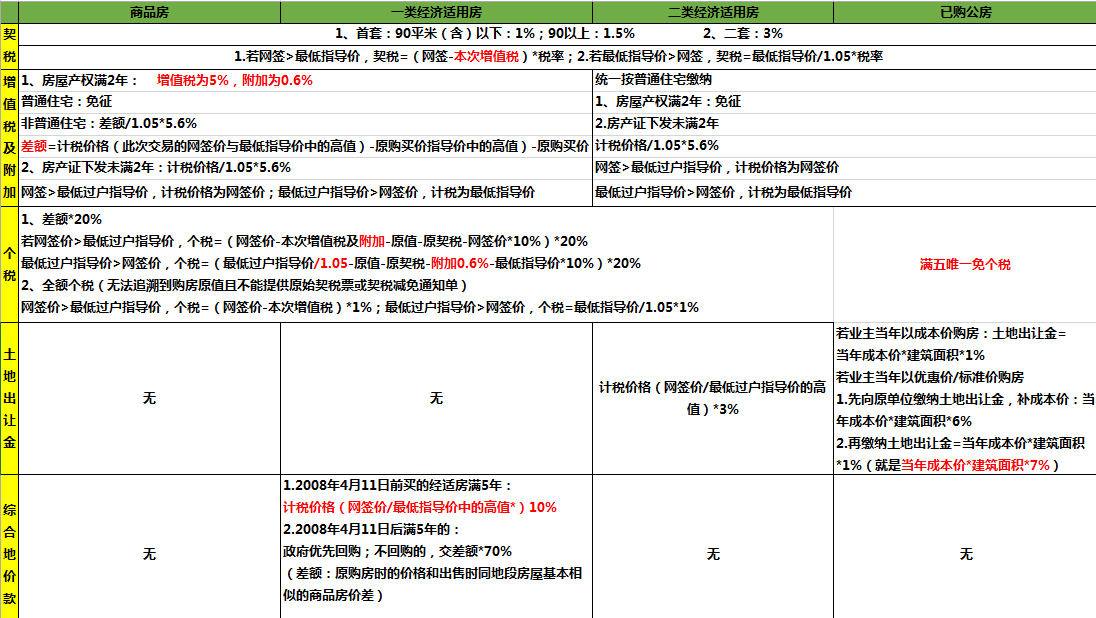 商品房 一类经济适用房 二类经济适用房 已购公房
契税
1、首套：90平米（含）以下：1%；90以上：1.5% 2、二套：3%
1.若网签>最低指导价，契税=（网签-本次增值税）*税率；2.若最低指导价>网签，契税=最低指导价/1.05*税率
增值税及附加
1、房屋产权满2年： 增值税为5%，附加为0.6%
普通住宅：免征
非普通住宅：差额/1.05*5.6%
差额=计税价格（此次交易的网签价与最低指导价中的高值）-原购买价指导价中的高值）-原购买价
2、房产证下发未满2年：计税价格/1.05*5.6%
网签>最低过户指导价，计税价格为网签价；最低过户指导价>网签价，计税为最低指导价
统一按普通住宅缴纳
1、房屋产权满2年：免征
2.房产证下发未满2年
计税价格/1.05*5.6%
网签>最低过户指导价，计税价格为网签价
最低过户指导价>网签价，计税为最低指导价
个税
1、差额*20%
若网签价>最低过户指导价，个税=（网签价-本次增值税及附加-原值-原契税-网签价*10%）*20%
最低过户指导价>网签价，个税=（最低过户指导价/1.05-原值-原契税-附加0.6%-最低指导价*10%）*20%
2、全额个税（无法追溯到购房原值且不能提供原始契税票或契税减免通知单）
网签价>最低过户指导价，个税=（网签价-本次增值税）*1%；最低过户指导价>网签价，个税=最低指导价/1.05*1%
满五唯一免个税
土地出让金
无
无
计税价格（网签价/最低过户指导价的高
值）*3%
若业主当年以成本价购房：土地出让金=
当年成本价*建筑面积*1%
若业主当年以优惠价/标准价购房
1.先向原单位缴纳土地出让金，补成本价：当
年成本价*建筑面积*6%
2.再缴纳土地出让金=当年成本价*建筑面积
*1%（就是当年成本价*建筑面积*7%）
综合地价款
无
1.2008年4月11日前买的经适房满5年：
计税价格（网签价/最低指导价中的高值*）10%
2.2008年4月11日后满5年的：
政府优先回购；不回购的，交差额*70%
（差额：原购房时的价格和出售时同地段房屋基本相
似的商品房价差）
无
无